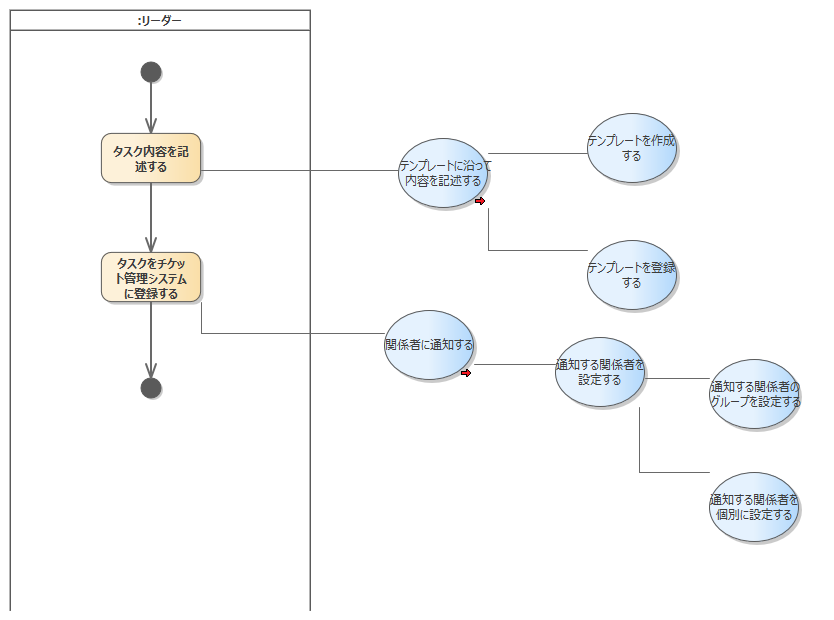 :リーダー
タスク内容を記
述する
タスクをチケッ
ト管理システム
に登録する
テンプレートに沿って
内容を記述する
テンプレートを作成
する
テンプレートを登録
する
関係者に通知する
通知する関係者を
設定する
通知する関係者の
グループを設定する
通知する関係者を
個別に設定する